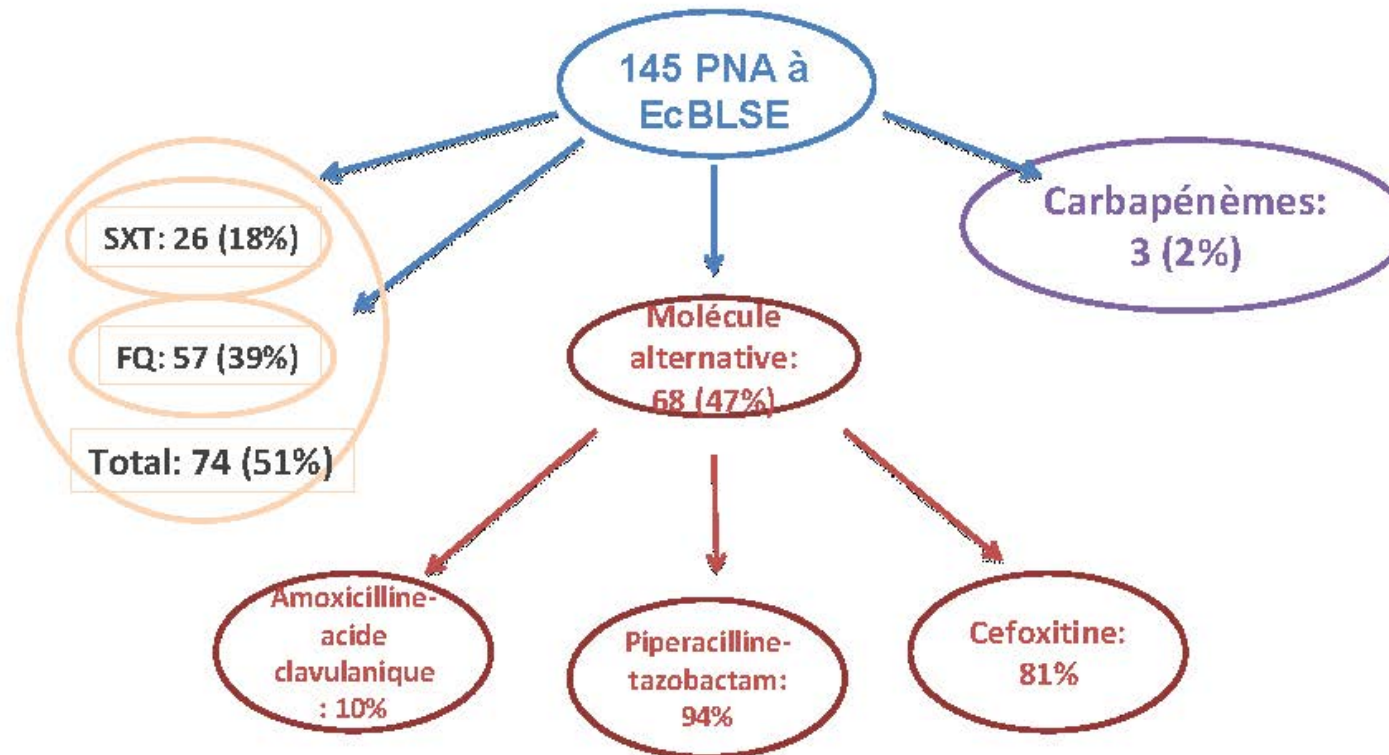 145 PNA à
EcBLSE
SXT: 26 (18%)
FQ: 57 (39%)
Total: 74 (51%)
Carbapénèmes:
3 (2%)
Molécule
alternative:
68 (47%)
Amoxicilline-
acide
clavulanique
: 10%
Piperacilline-
tazobactam:
94%
Cefoxitine:
81%